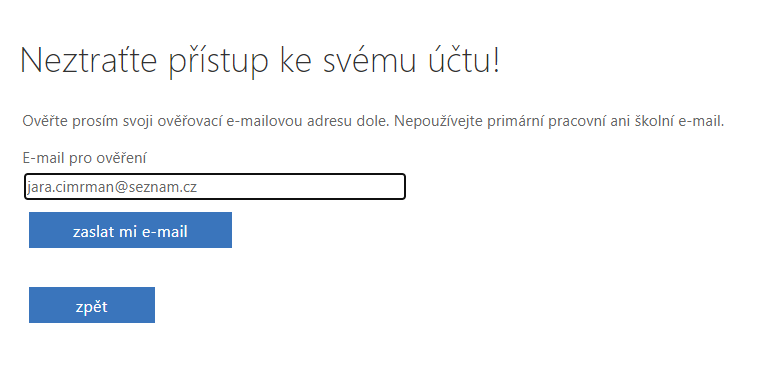 Neztraťte přístup ke svému účtu!
Ověřte prosím svoji ověřovací e-mailovou adresu dole. Nepoužívejte primární pracovní ani školní e-mail.
E-mail pro ověření
jara.cimrman@seznam.cz
zaslat mi e-mail
zpět